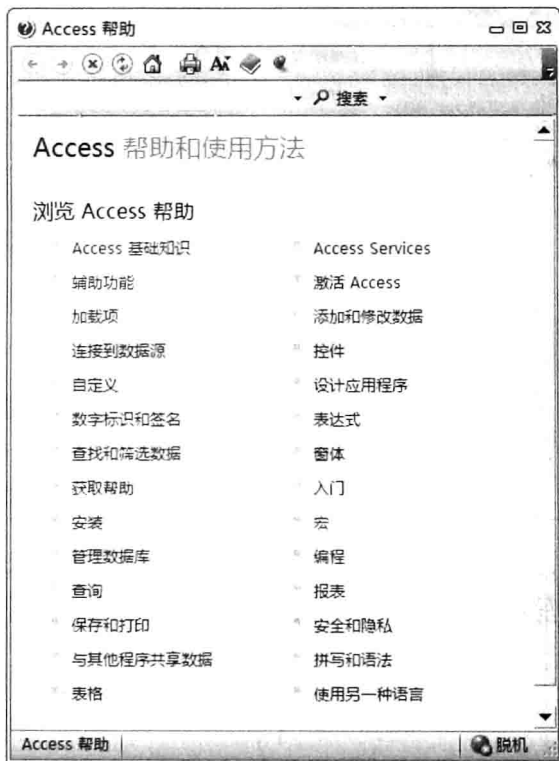 Access 帮助
搜索
Access 帮助和使用方法
浏览 Access 帮助
Access 基础知识
Access Services
辅助功能
激活 Access
加载项
添加和修改数据
连接到数据源
控件
自定义
设计应用程序
数字标识和签名
表达式
查找和筛选数据
窗体
获取帮助
入门
安装
宏
管理数据库
编程
查询
报表
保存和打印
安全和隐私
与其他程序共享数据
拼写和语法
表格
使用另一种语言
Access 帮助
脱机